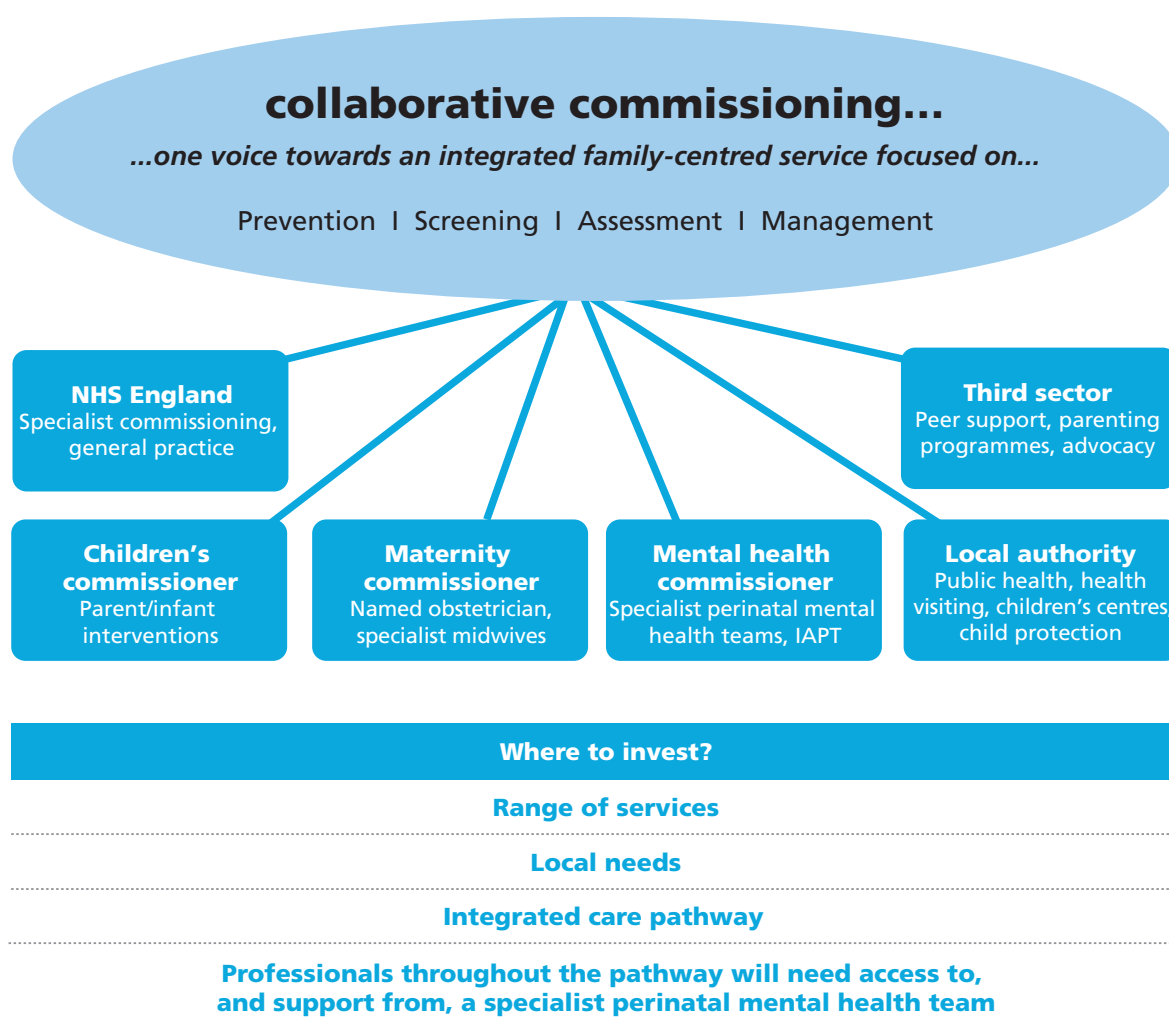 collaborative commissioning...
...one voice towards an integrated family-centred service focused on...
Prevention I Screening I Assessment I Management
NHS England
Specialist commissioning,
general practice
Third sector
Peer support, parenting
programmes, advocacy
Children's
commissioner
Parent/infant
interventions
Maternity
commissioner
Named obstetrician,
specialist midwives
Mental health
commissioner
Specialist perinatal mental
health teams, IAPT
Local authority
Public health, health
visiting, children's centres,
child protection
Where to invest?
Range of services
Local needs
Integrated care pathway
Professionals throughout the pathway will need access to,
and support from, a specialist perinatal mental health team